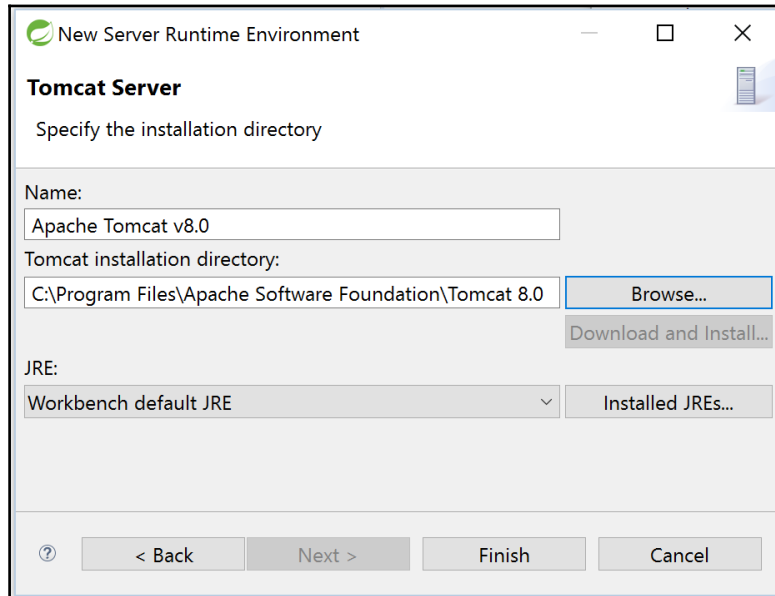 New Server Runtime Environment
Tomcat Server
Specify the installation directory
Name:
Apache Tomcat v8.0
Tomcat installation directory:
C:\Program Files\Apache Software Foundation\Tomcat 8.0 Browse...
Download and Install...
JRE:
Workbench default JRE Installed JREs...
? < Back Next > Finish Cancel